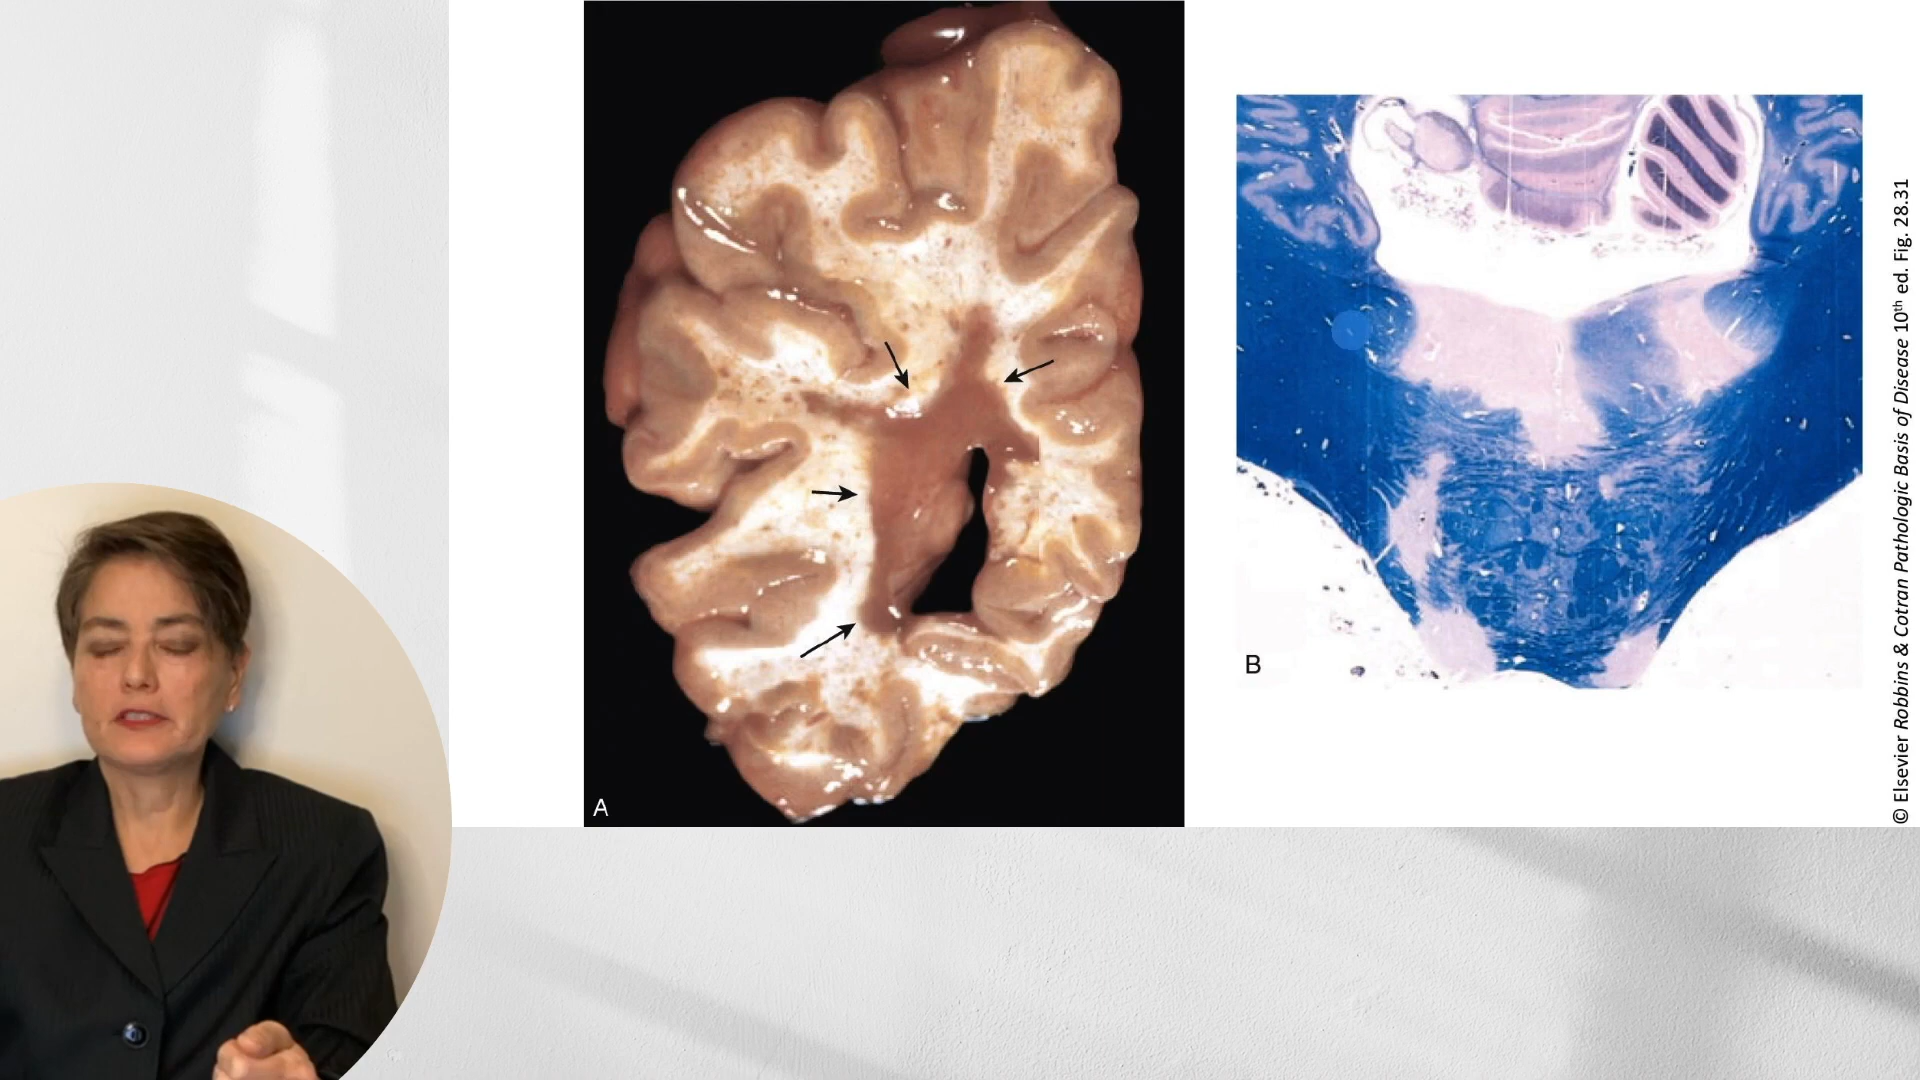 A
B
© Elsevier Robbins & Cotran Pathologic Basis of Disease 10th ed. Fig. 28.31